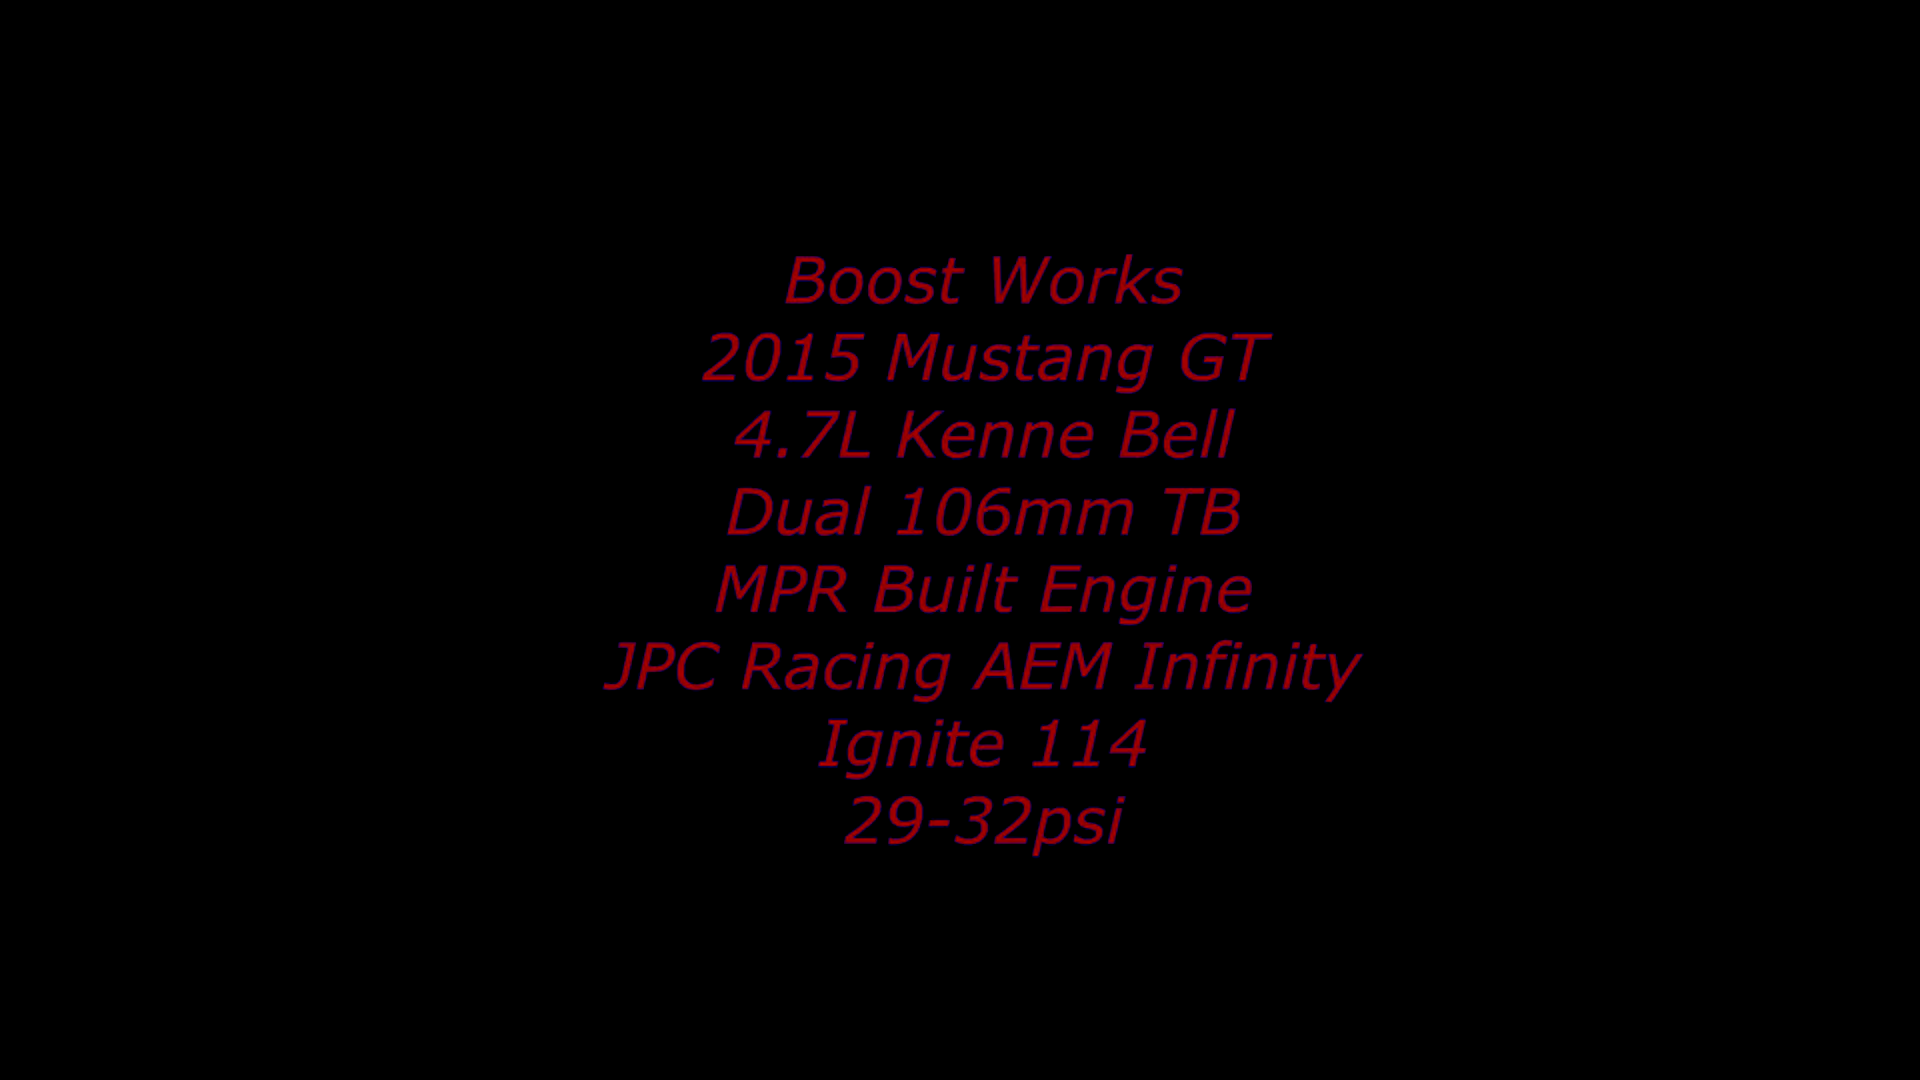 Boost Works
2015 Mustang GT
4.7L Kenne Bell
Dual 106mm TB
MPR Built Engine
JPC Racing AEM Infinity
Ignite 114
29-32psi